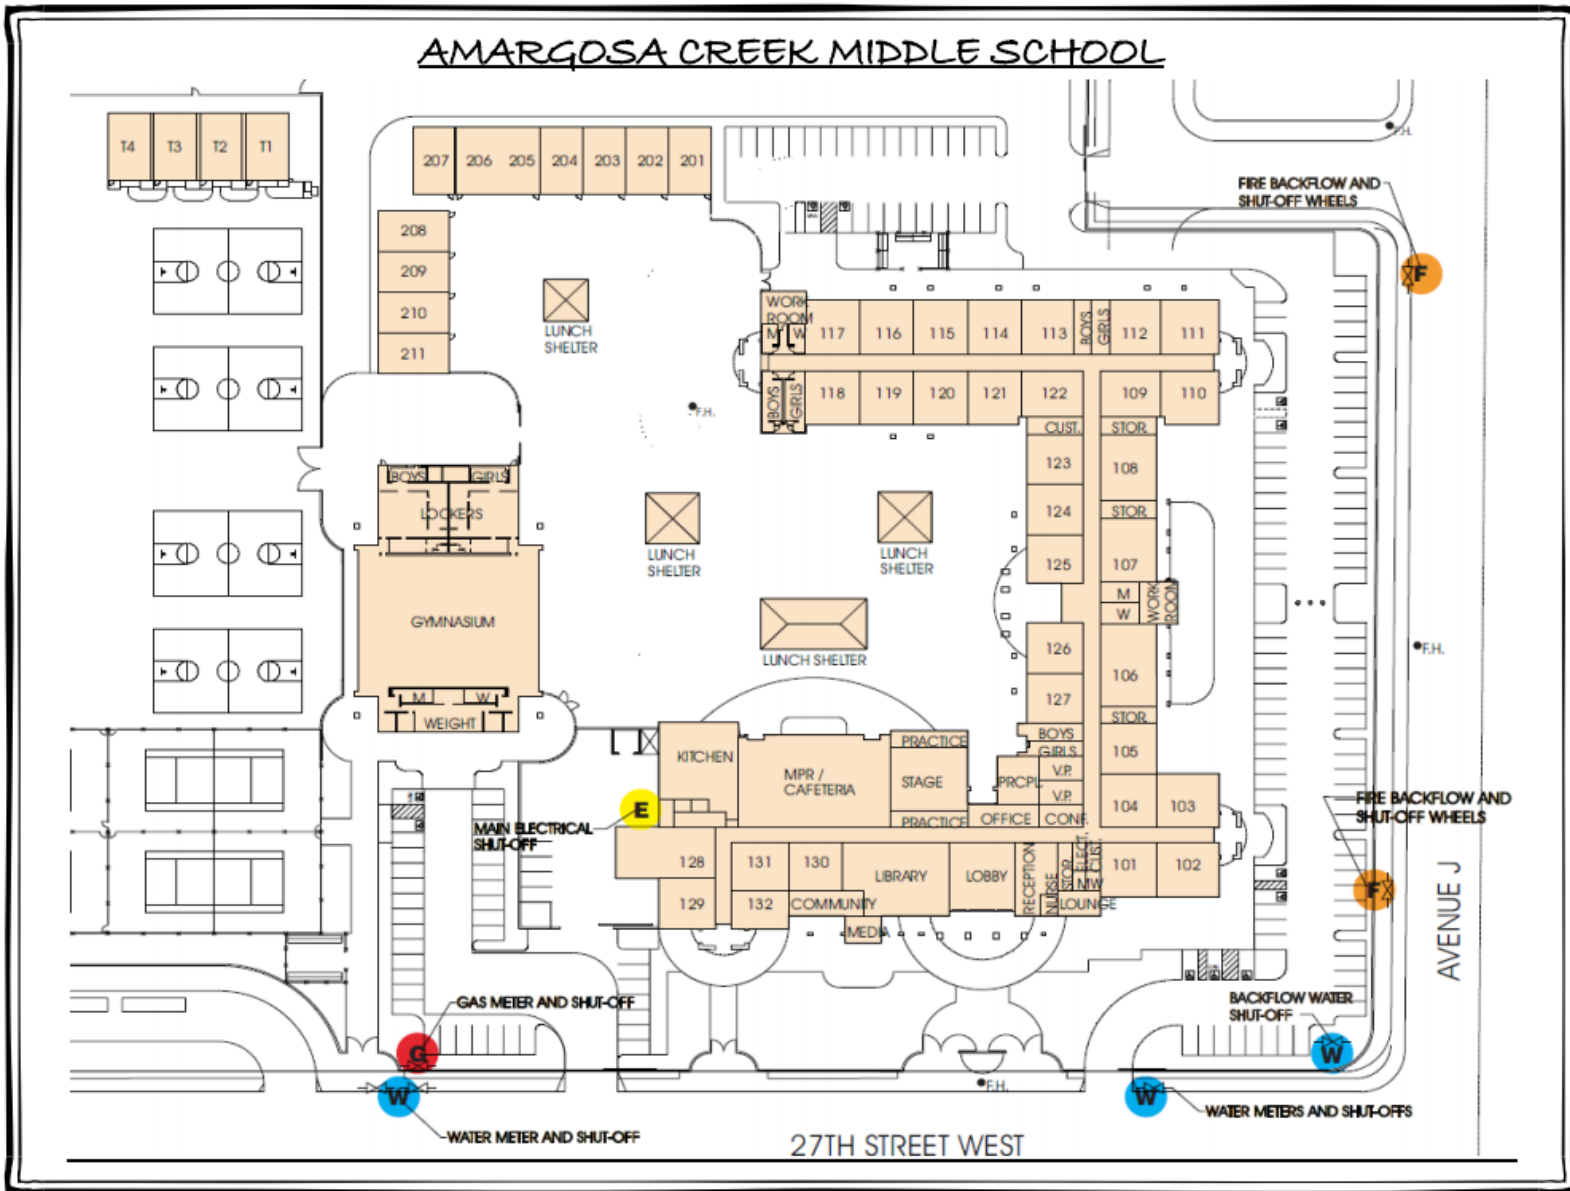 AMARGOSA CREEK MIDDLE SCHOOL
F.H.
T4 T3 T2 T1
207 206 205 204 203 202 201
FIRE BACKFLOW AND
SHUT-OFF WHEELS
F
208
209
210
211
LUNCH
SHELTER
WORK
ROOM
M W
117 116 115 114 113 BOYS GIRLS 112 111
BOYS GIRLS 118 119 120 121 122 109 110
F.H.
CUST. STOR.
123 108
124 STOR.
125 107
BOYS GIRLS
LOCKERS
LUNCH
SHELTER
LUNCH
SHELTER
M
W
WORK
ROOM
GYMNASIUM
LUNCH SHELTER
126 106
127 STOR.
F.H.
M W
WEIGHT
BOYS
GIRLS
105
KITCHEN
MPR /
CAFETERIA
PRACTICE
STAGE
PRACTICE
PRCPL
V.P.
V.P.
OFFICE CONF.
104 103
E
MAIN ELECTRICAL
SHUT-OFF
FIRE BACKFLOW AND
SHUT-OFF WHEELS
F
128 131 130 LIBRARY LOBBY RECEPTION NURSE STOR. ELECT. CUST. MW 101 102
129 132 COMMUNITY LOUNGE
MEDIA
AVENUE J
GAS METER AND SHUT-OFF
G
W
WATER METER AND SHUT-OFF
BACKFLOW WATER
SHUT-OFF
W
F.H.
W
WATER METERS AND SHUT-OFFS
27TH STREET WEST